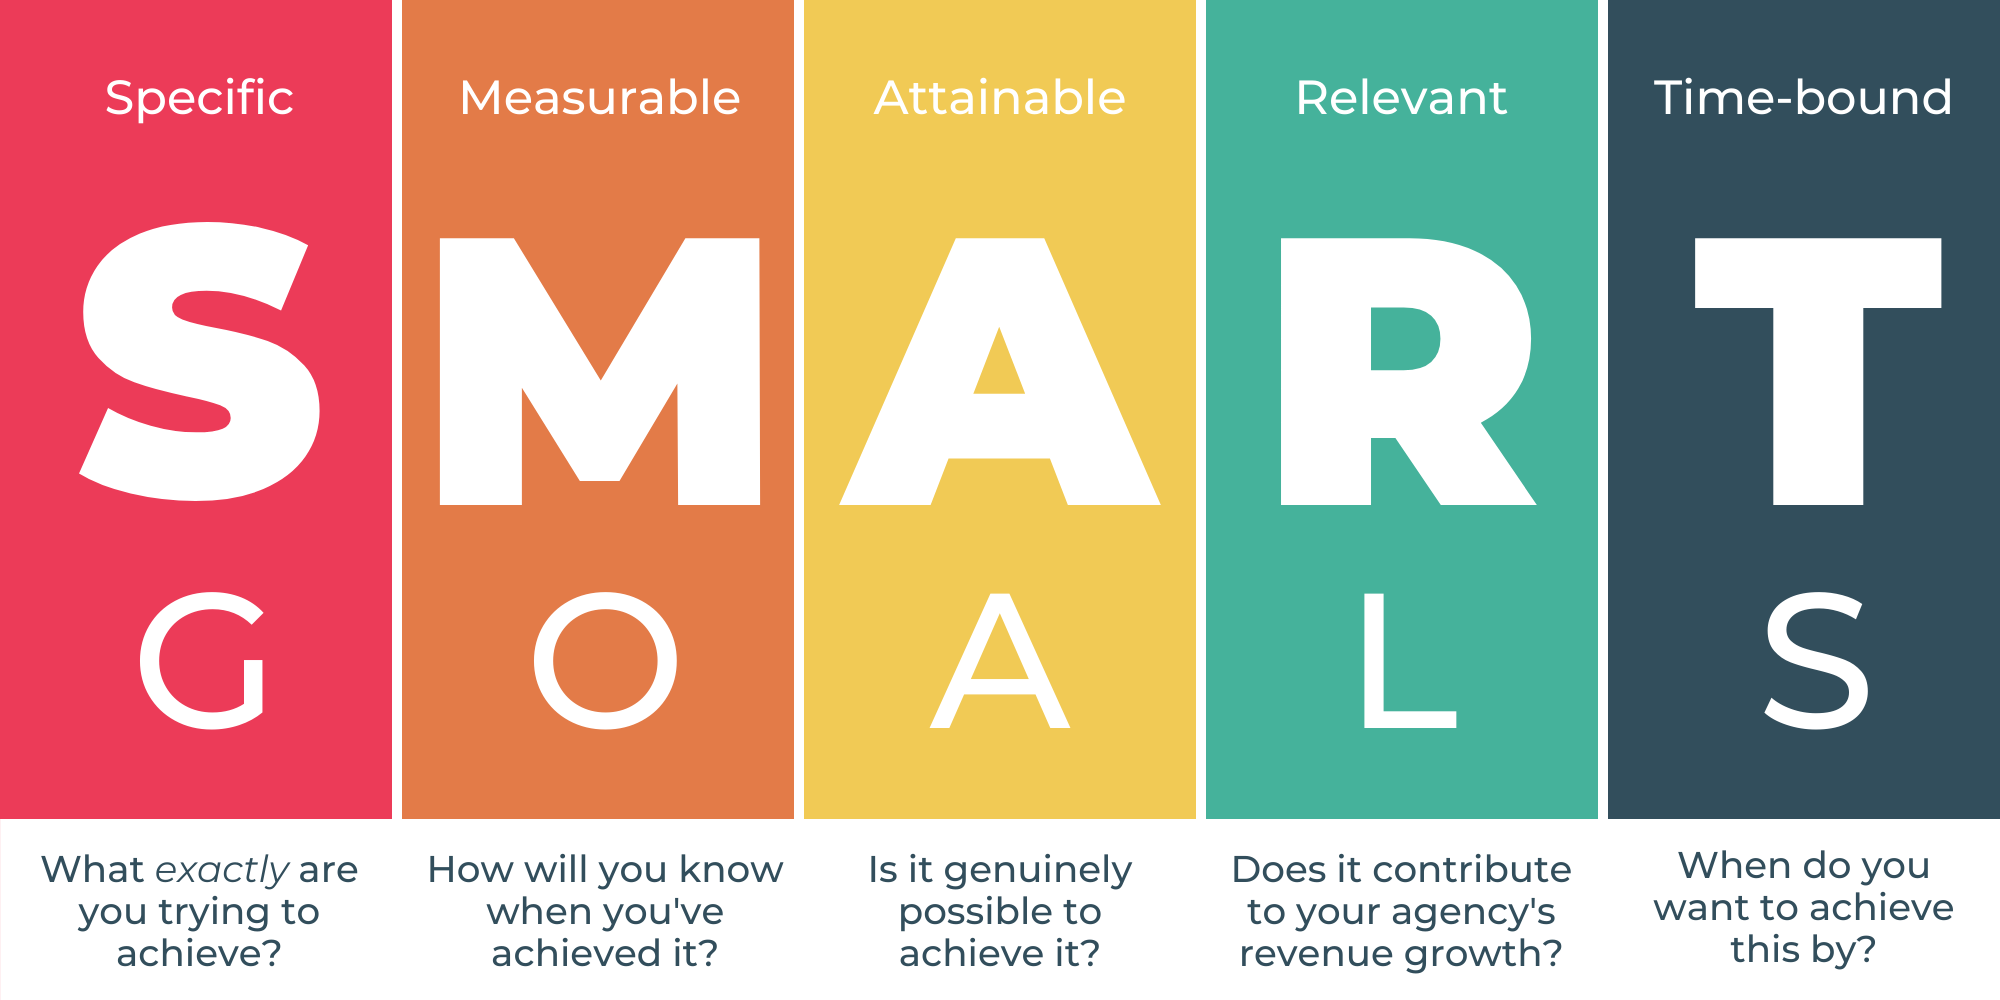 Specific
Measurable
Attainable
Relevant
Time-bound
S M A R T
G O A L S
What exactly are
you trying to
achieve?
How will you know
when you've
achieved it?
Is it genuinely
possible to
achieve it?
Does it contribute
to your agency's
revenue growth?
When do you
want to achieve
this by?